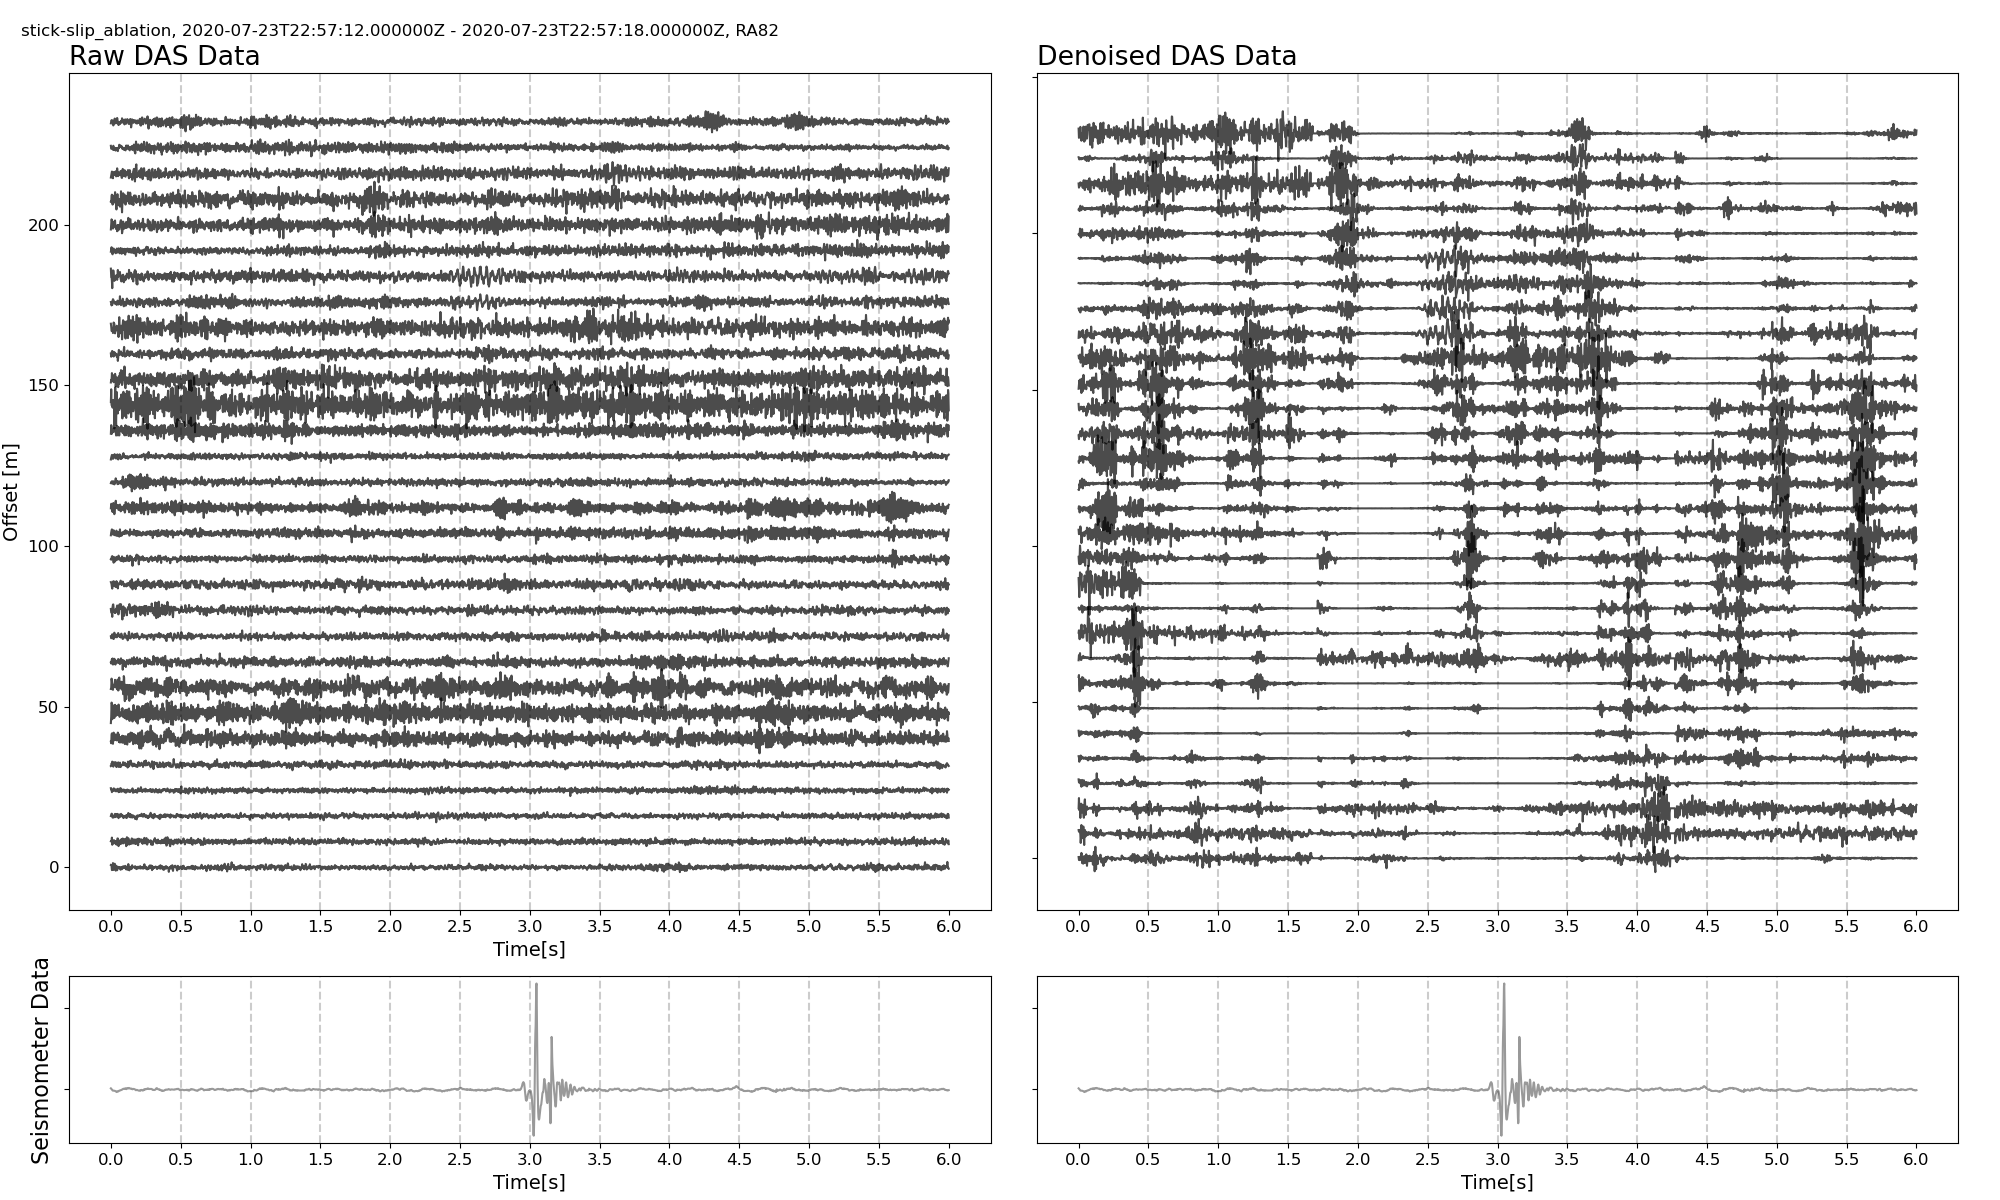 stick-slip_ablation, 2020-07-23T22:57:12.000000Z - 2020-07-23T22:57:18.000000Z, RA82
Raw DAS Data
Denoised DAS Data
Offset [m]
200
150
100
50
0
0.0 0.5 1.0 1.5 2.0 2.5 3.0 3.5 4.0 4.5 5.0 5.5 6.0
Time[s]
0.0 0.5 1.0 1.5 2.0 2.5 3.0 3.5 4.0 4.5 5.0 5.5 6.0
Seismometer Data
0.0 0.5 1.0 1.5 2.0 2.5 3.0 3.5 4.0 4.5 5.0 5.5 6.0
Time[s]
0.0 0.5 1.0 1.5 2.0 2.5 3.0 3.5 4.0 4.5 5.0 5.5 6.0
Time[s]